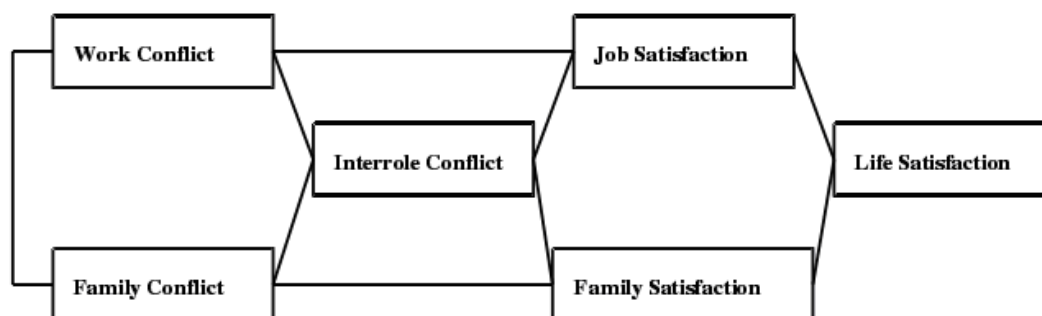 Work Conflict
Job Satisfaction
Interrole Conflict
Life Satisfaction
Family Conflict
Family Satisfaction